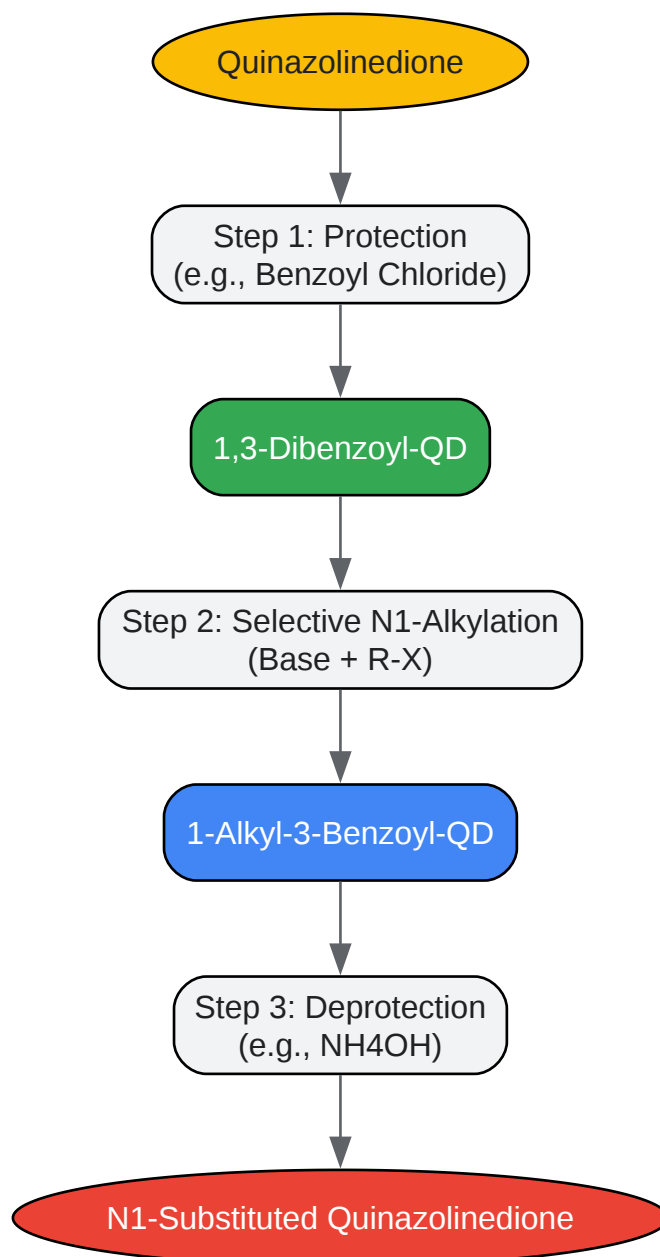 Quinazolinedione
Step 1: Protection
(e.g., Benzoyl Chloride)
1,3-Dibenzoyl-QD
Step 2: Selective N1-Alkylation
(Base + R-X)
1-Alkyl-3-Benzoyl-QD
Step 3: Deprotection
(e.g., NH4OH)
N1-Substituted Quinazolinedione